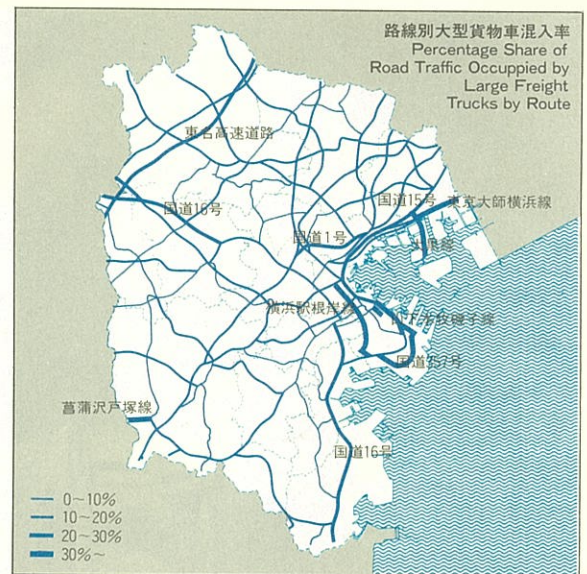 路線別大型貨物車混入率
Percentage Share of
Road Traffic Occuppied by
Large Freight
Trucks by Route
東名高速道路
国道16号
国道15号
東京大師横浜線
国道1号
大黒線
横浜駅根岸線
山下本牧磯子線
国道357号
菖蒲沢戸塚線
国道16号
0~10%
10~20%
20~30%
30%~